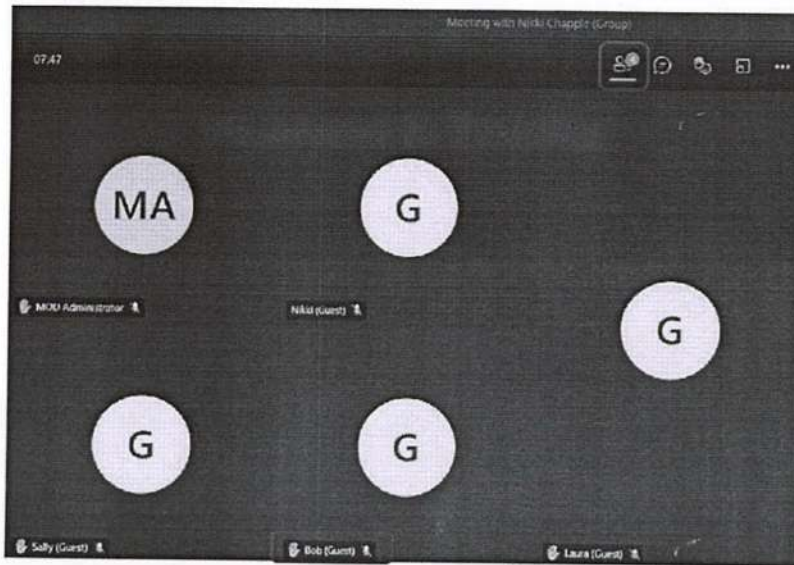 Meeting with Nikki Chapple (Group)
07:47
MA
G
MOD Administrator
Nikki (Guest)
G
G
G
Sally (Guest)
Bob (Guest)
Laura (Guest)